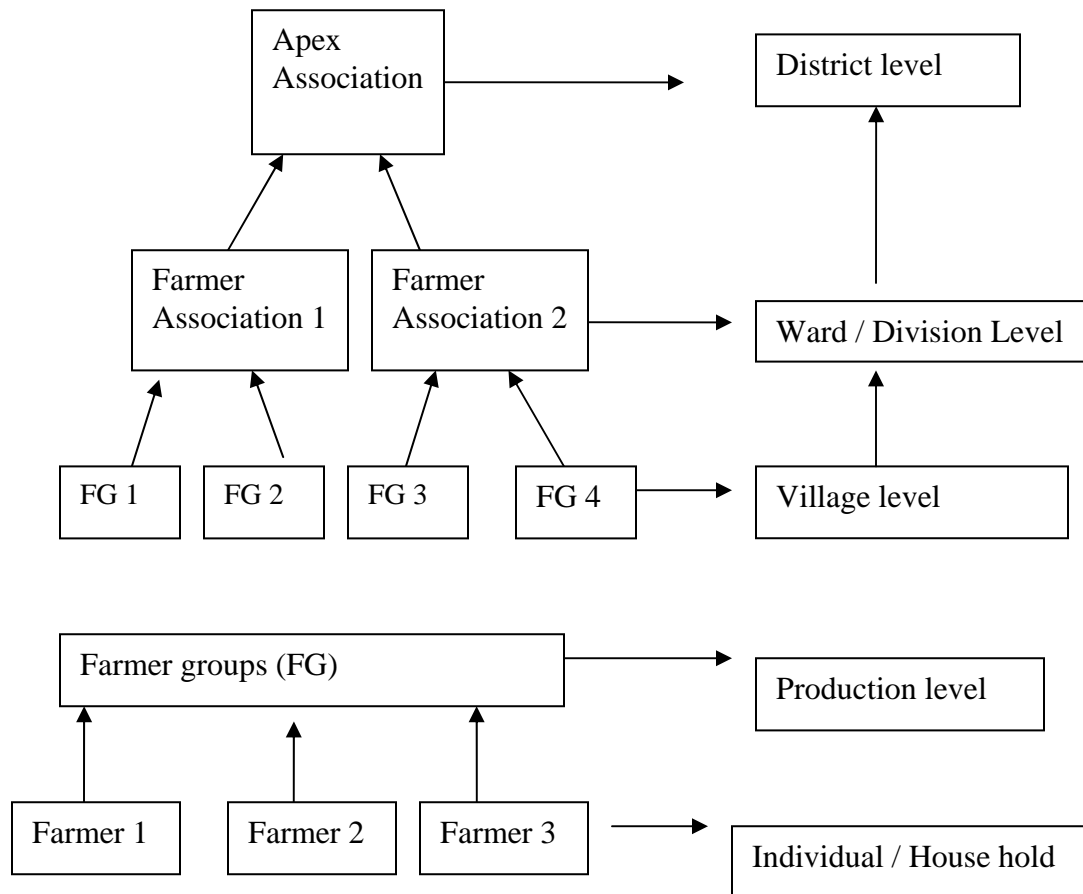 Apex
Association
District level
Farmer
Association 1
Farmer
Association 2
Ward / Division Level
FG 1
FG 2
FG 3
FG 4
Village level
Farmer groups (FG)
Production level
Farmer 1
Farmer 2
Farmer 3
Individual / House hold